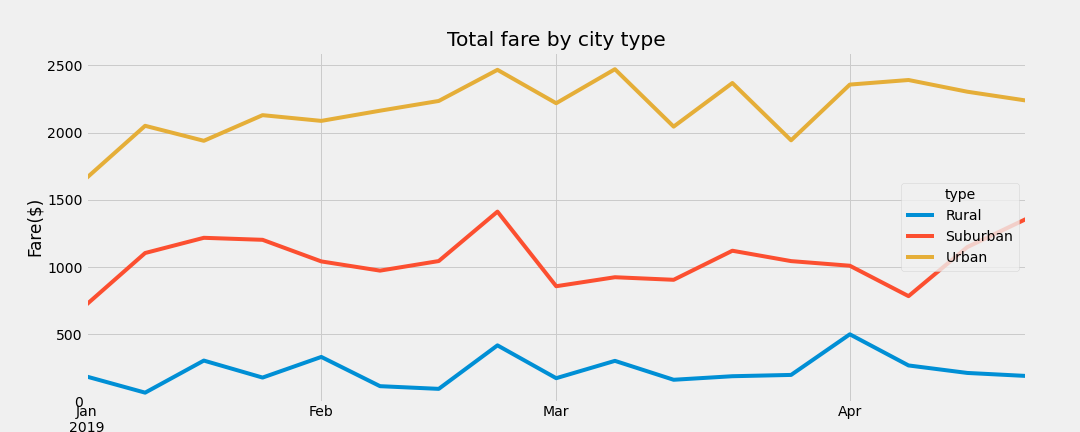 Total fare by city type
2500
2000
1500
1000
500
0
Fare($)
type
Rural
Suburban
Urban
Jan
2019
Feb
Mar
Apr